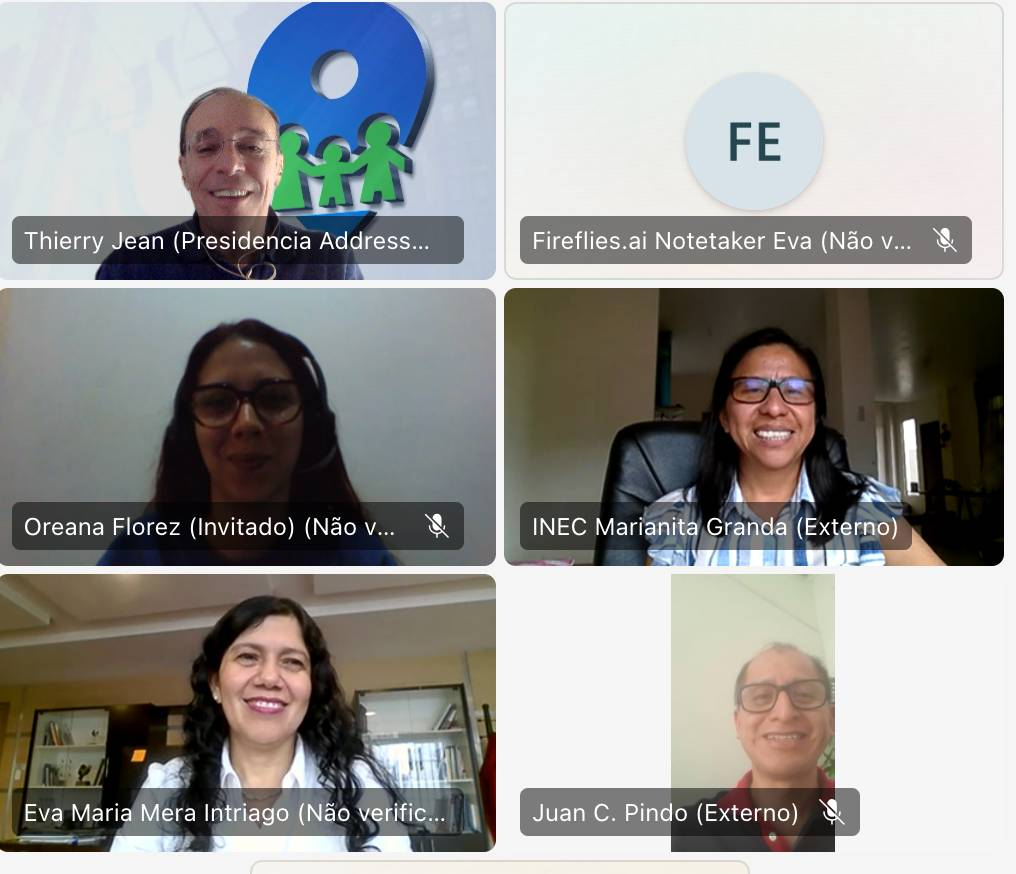 Thierry Jean (Presidencia Address...
FE
Fireflies.ai Notetaker Eva (Não v...
Oreana Florez (Invitado) (Não v...
INEC Marianita Granda (Externo)
Eva Maria Mera Intriago (Não verific...
Juan C. Pindo (Externo)